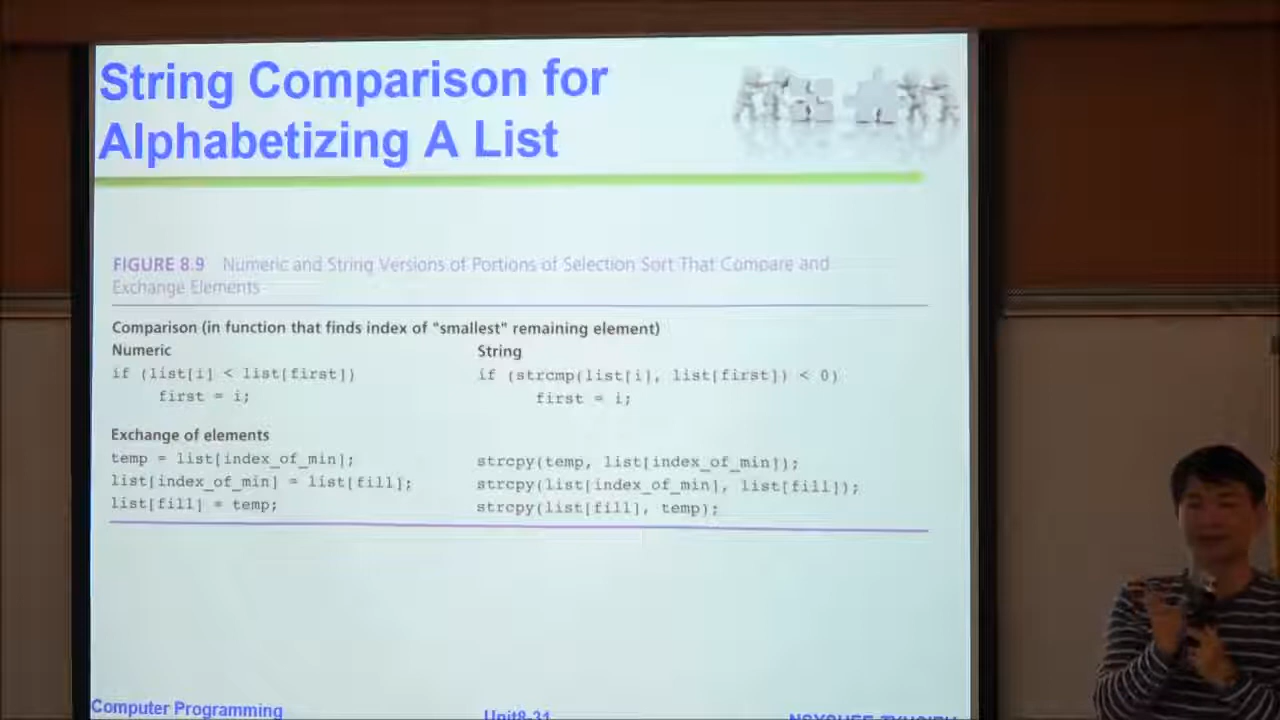 String Comparison for
Alphabetizing A List
FIGURE 8.9 Numeric and String Versions of Portions of Selection Sort That Compare and
Exchange Elements
Comparison (in function that finds index of "smallest" remaining element)
Numeric
String
if (list[i] < list[first])
first = i;
if (strcmp(list[i], list[first]) < 0)
first = i;
Exchange of elements
temp = list[index_of_min];
list[index_of_min] = list[fill];
list[fill] = temp;
strcpy(temp, list[index_of_min]);
strcpy(list[index_of_min], list[fill]);
strcpy(list[fill], temp);
Computer Programming
Unit8-31